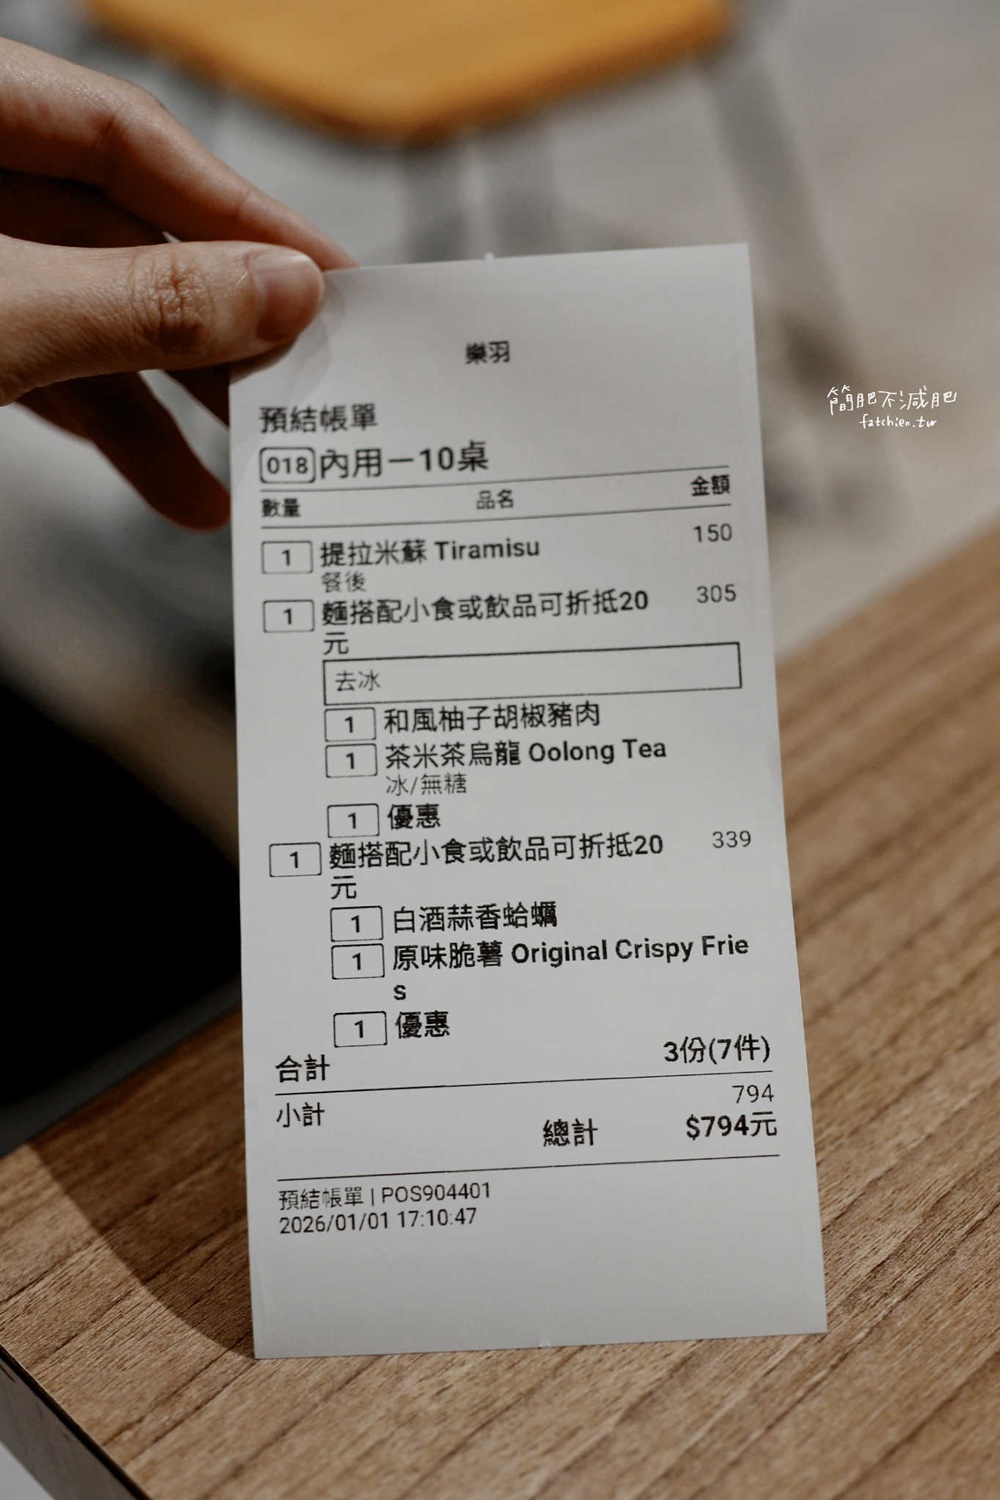 樂羽
預結帳單
018 內用－10桌
數量 品名 金額
1 提拉米蘇 Tiramisu 150
餐後
1 麵搭配小食或飲品可折抵20 305
元
去冰
1 和風柚子胡椒豬肉
1 茶米茶烏龍 Oolong Tea
冰/無糖
1 優惠
1 麵搭配小食或飲品可折抵20 339
元
1 白酒蒜香蛤蠣
1 原味脆薯 Original Crispy Frie
s
1 優惠
合計 3份(7件)
小計 794
總計 $794元
預結帳單 | POS904401
2026/01/01 17:10:47
簡肥不減肥
fatchien.tw